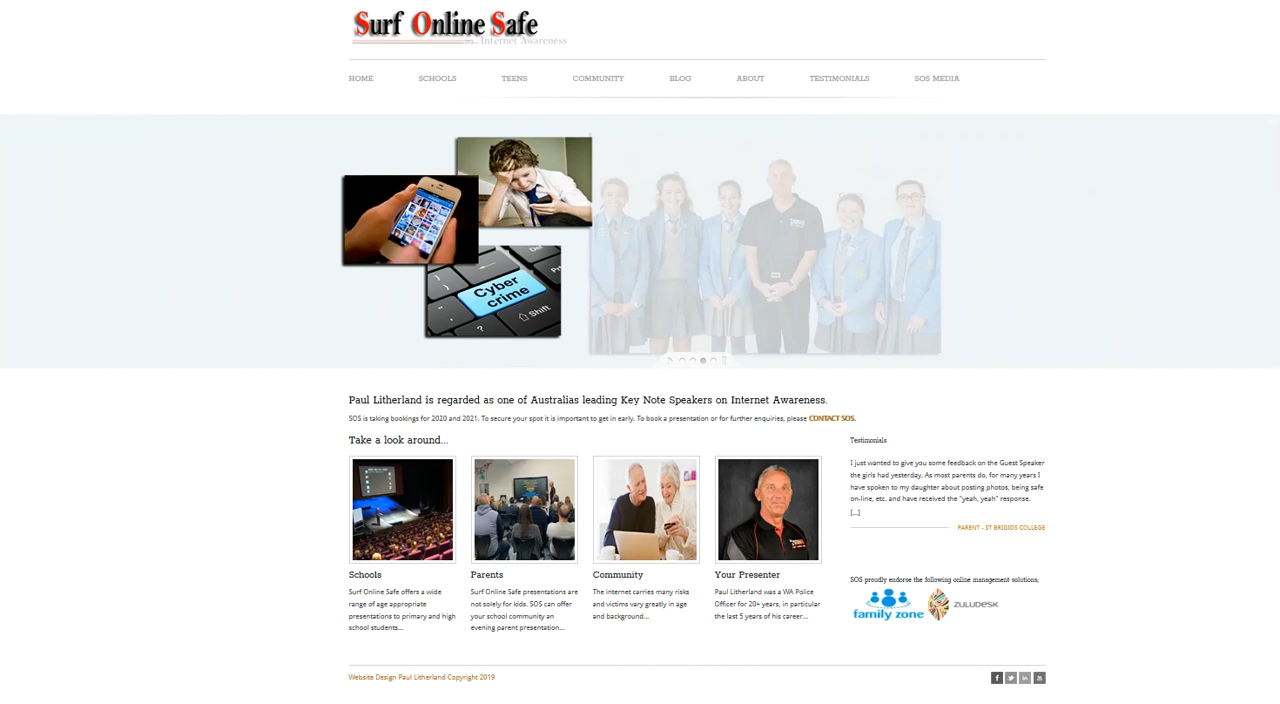 Surf Online Safe
Internet Awareness
HOME SCHOOLS TEENS COMMUNITY BLOG ABOUT TESTIMONIALS SOS MEDIA
Cyber
crime
Shift
?
Paul Litherland is regarded as one of Australias leading Key Note Speakers on Internet Awareness.
SOS is taking bookings for 2020 and 2021. To secure your spot it is important to get in early. To book a presentation or for further enquiries, please CONTACT SOS.
Take a look around...
Schools
Surf Online Safe offers a wide
range of age appropriate
presentations to primary and high
school students...
Parents
Surf Online Safe presentations are
not solely for kids. SOS can offer
your school community an
evening parent presentation...
Community
The internet carries many risks
and victims vary greatly in age
and background...
Your Presenter
Paul Litherland was a WA Police
Officer for 20+ years, in particular
the last 5 years of his career...
Testimonials
I just wanted to give you some feedback on the Guest Speaker
the girls had yesterday. As most parents do, for many years I
have spoken to my daughter about posting photos, being safe
on-line, etc. and have received the "yeah, yeah" response.
[...]
PARENT - ST BRIGIDS COLLEGE
SOS proudly endorse the following online management solutions;
family zone
ZULUDESK
Website Design Paul Litherland Copyright 2019